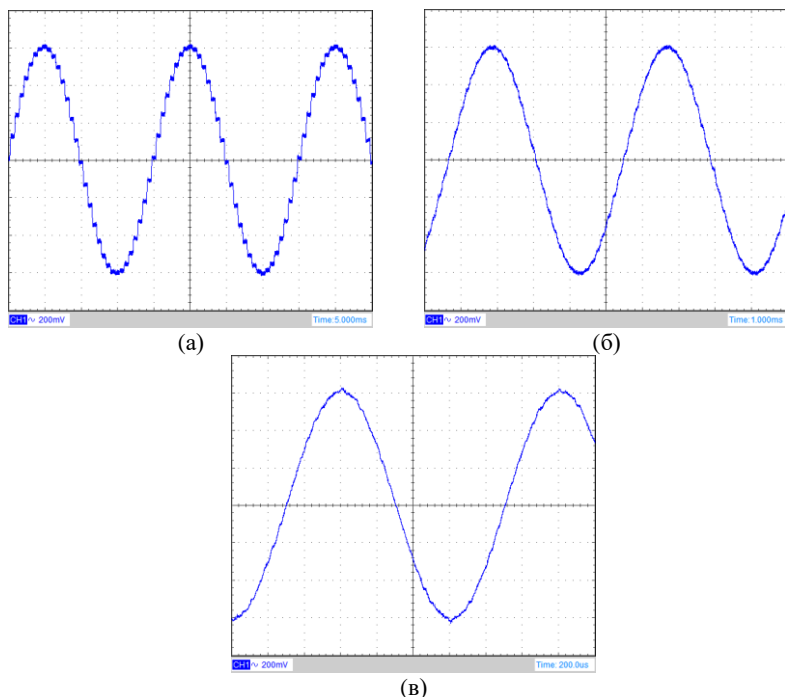 CH1∿ 200mV Time: 5.000ms
CH1∿ 200mV Time: 1.000ms
(а) (б)
CH1∿ 200mV Time: 200.0us
(в)